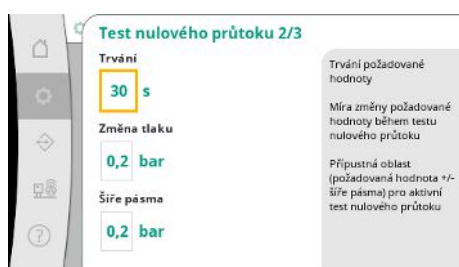 Test nulového průtoku 2/3
Trvání
30 s
Změna tlaku
0,2 bar
Šíře pásma
0,2 bar
Trvání požadované
hodnoty
Míra změny požadované
hodnoty během testu
nulového průtoku
Přípustná oblast
(požadovaná hodnota +/-
šíře pásma) pro aktivní
test nulového průtoku